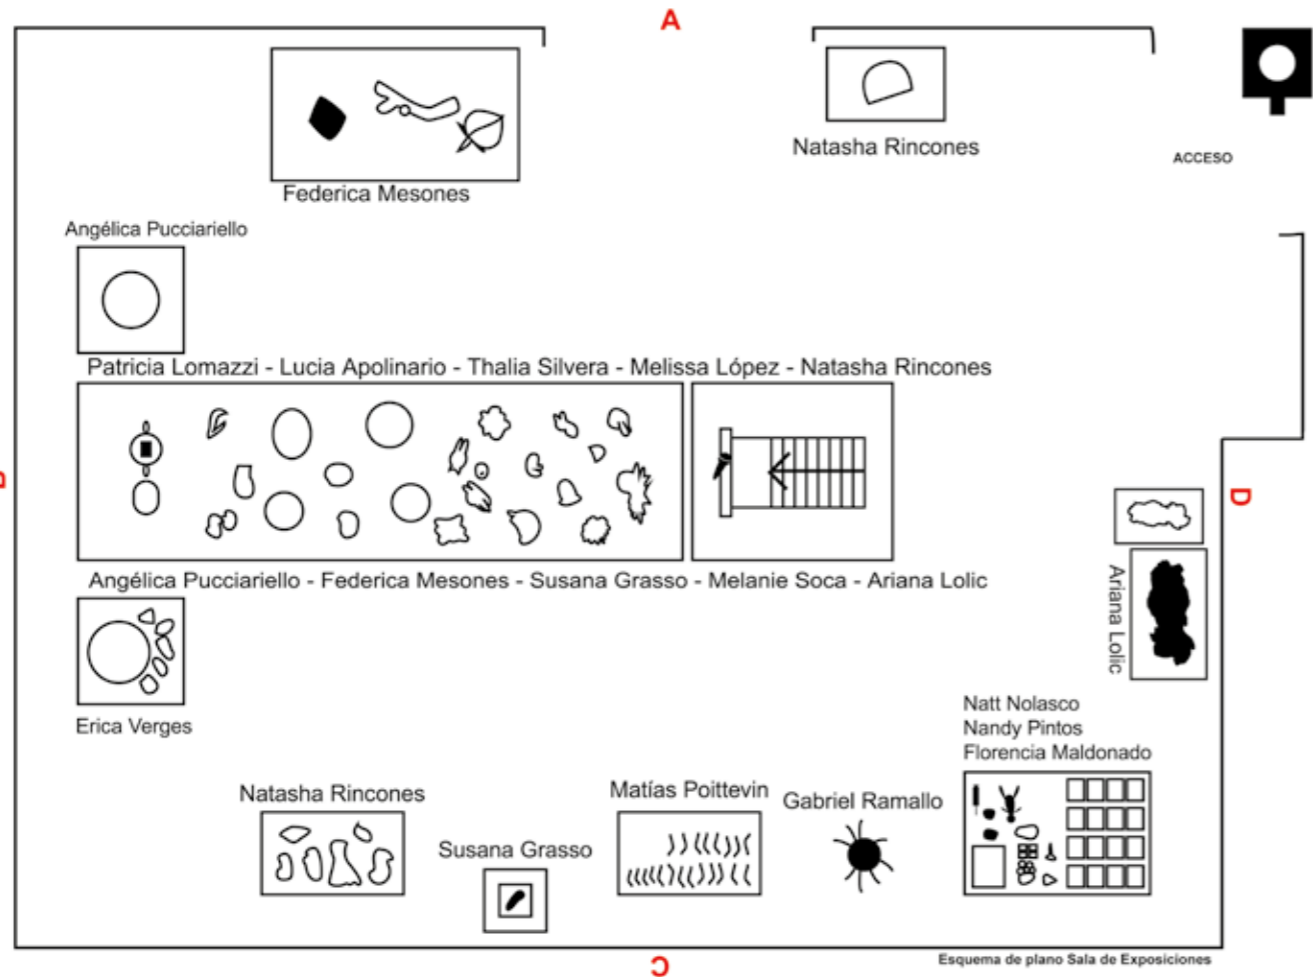 A
Natasha Rincones
ACCESO
Federica Mesones
Angélica Pucciariello
Patricia Lomazzi - Lucia Apolinario - Thalia Silvera - Melissa López - Natasha Rincones
D
Angélica Pucciariello - Federica Mesones - Susana Grasso - Melanie Soca - Ariana Lolic
Ariana Lolic
Erica Verges
Natt Nolasco
Nandy Pintos
Florencia Maldonado
Natasha Rincones
Matías Poittevin
Gabriel Ramallo
Susana Grasso
C
Esquema de plano Sala de Exposiciones